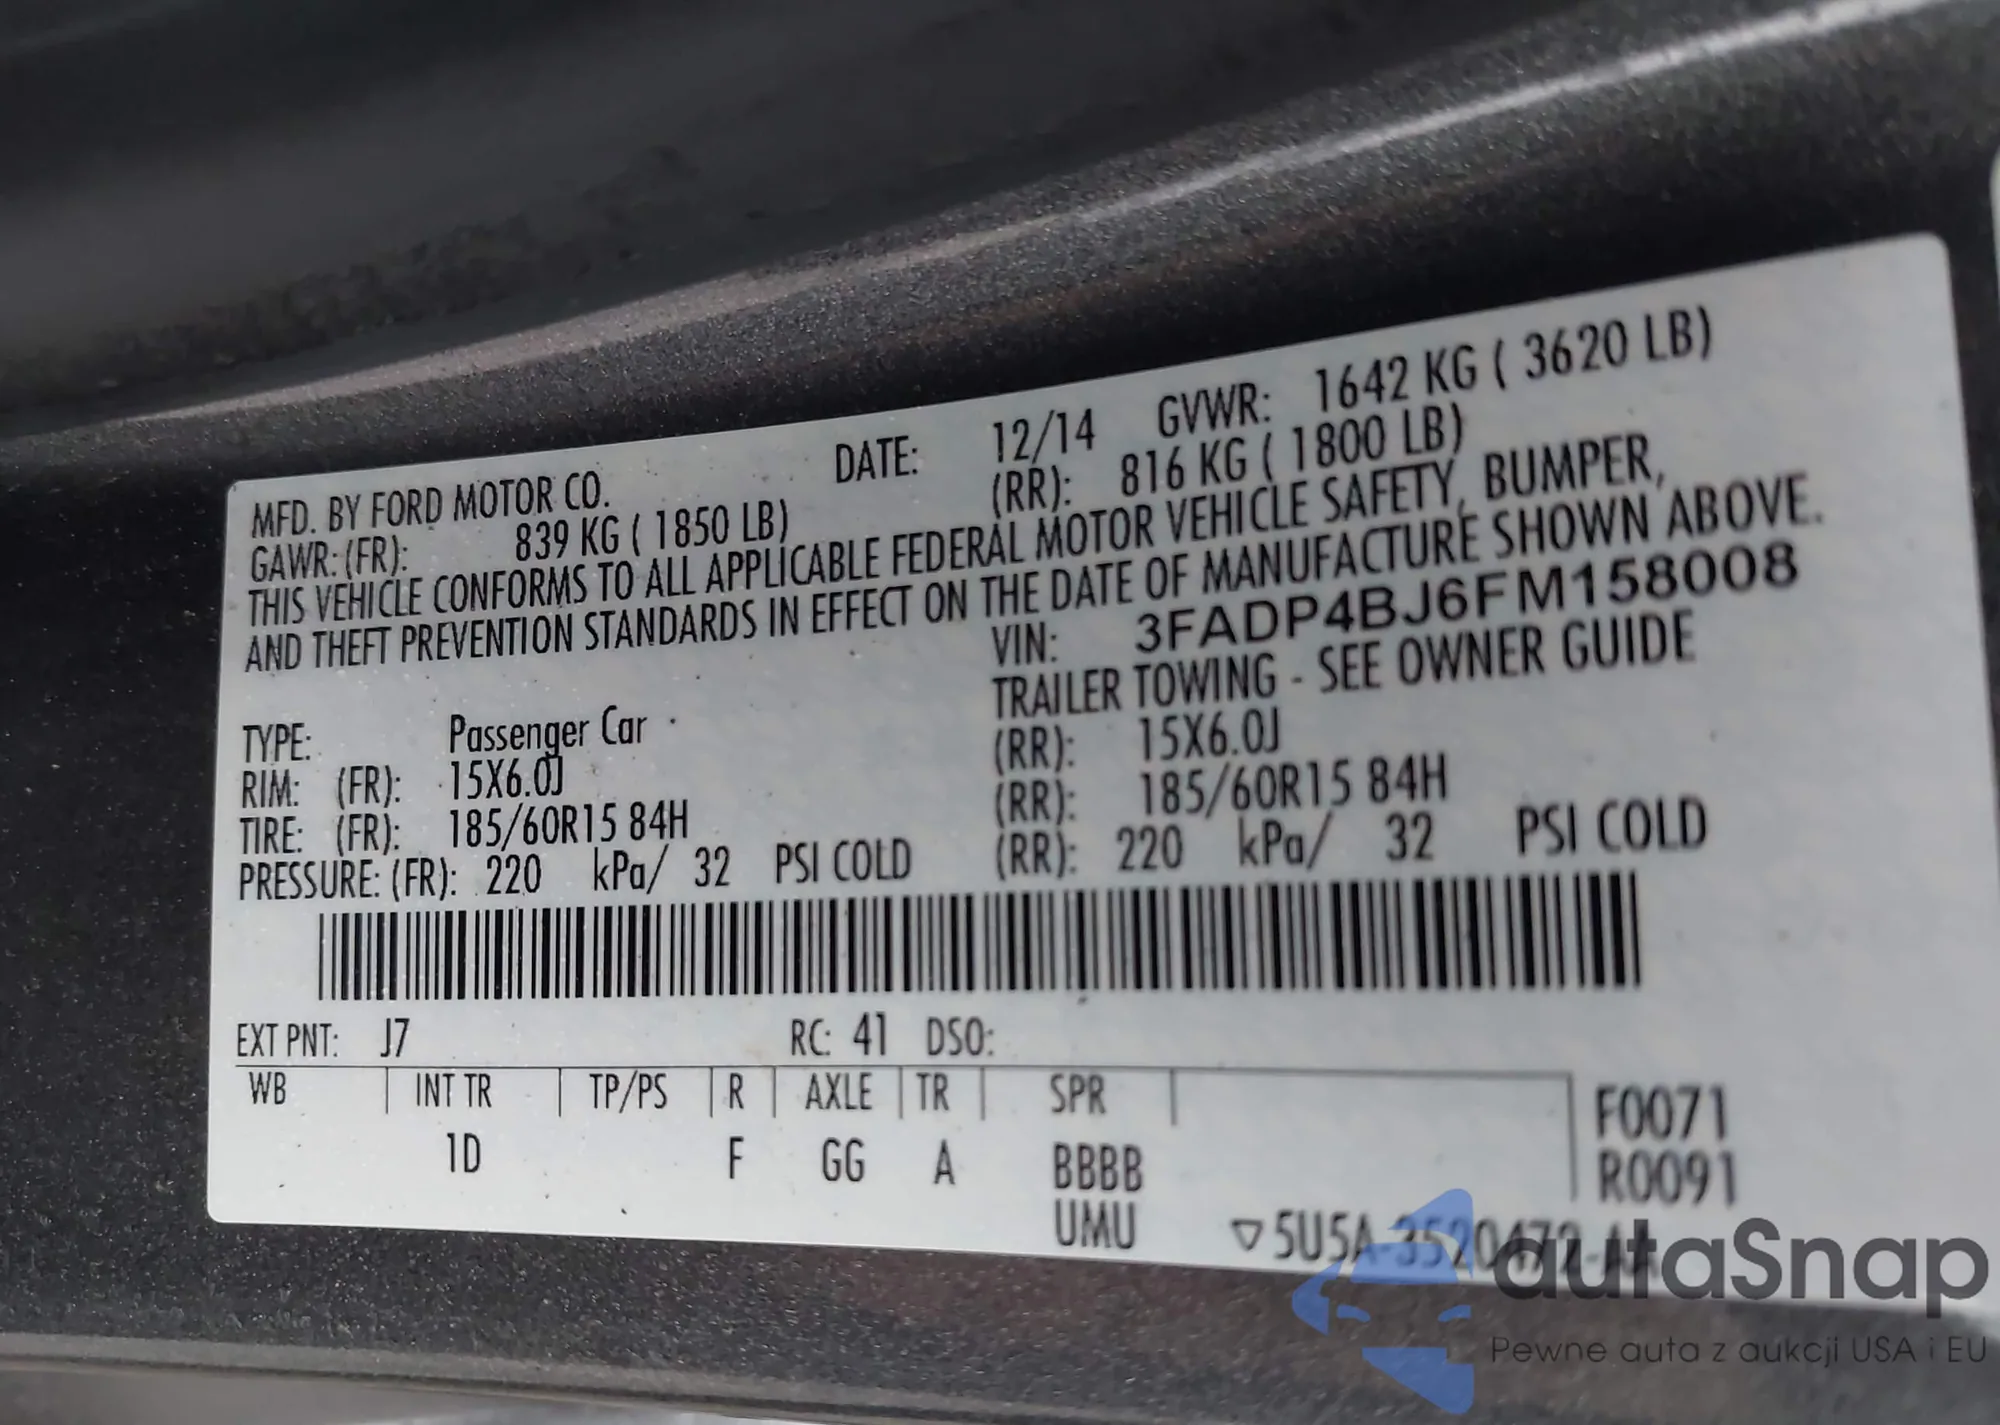 MFD. BY FORD MOTOR CO. DATE: 12/14 GVWR: 1642 KG ( 3620 LB)
GAWR: (FR): 839 KG ( 1850 LB) (RR): 816 KG ( 1800 LB)
THIS VEHICLE CONFORMS TO ALL APPLICABLE FEDERAL MOTOR VEHICLE SAFETY, BUMPER,
AND THEFT PREVENTION STANDARDS IN EFFECT ON THE DATE OF MANUFACTURE SHOWN ABOVE.
VIN: 3FADP4BJ6FM158008
TRAILER TOWING - SEE OWNER GUIDE
TYPE: Passenger Car
RIM: (FR): 15X6.0J (RR): 15X6.0J
TIRE: (FR): 185/60R15 84H (RR): 185/60R15 84H
PRESSURE: (FR): 220 kPa/ 32 PSI COLD (RR): 220 kPa/ 32 PSI COLD
EXT PNT: J7 RC: 41 DSO:
WB INT TR TP/PS R AXLE TR SPR
1D F GG A BBBB
UMU
F0071
R0091
▽5U5A-3520472-AA
autaSnap
Pewne auta z aukcji USA i EU